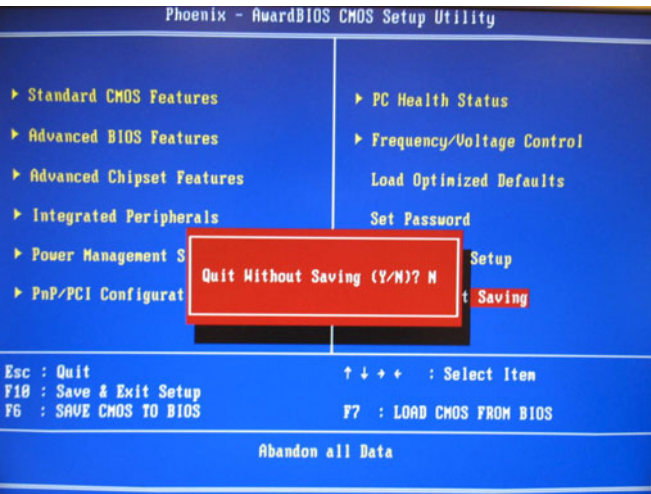 Phoenix - AwardBIOS CMOS Setup Utility
Standard CMOS Features
Advanced BIOS Features
Advanced Chipset Features
Integrated Peripherals
Power Management S
PnP/PCI Configurat
PC Health Status
Frequency/Voltage Control
Load Optimized Defaults
Set Password
Setup
t Saving
Quit Without Saving (Y/N)? N
Esc : Quit
F10 : Save & Exit Setup
F6 : SAVE CMOS TO BIOS
↑ ↓ → ← : Select Item
F7 : LOAD CMOS FROM BIOS
Abandon all Data